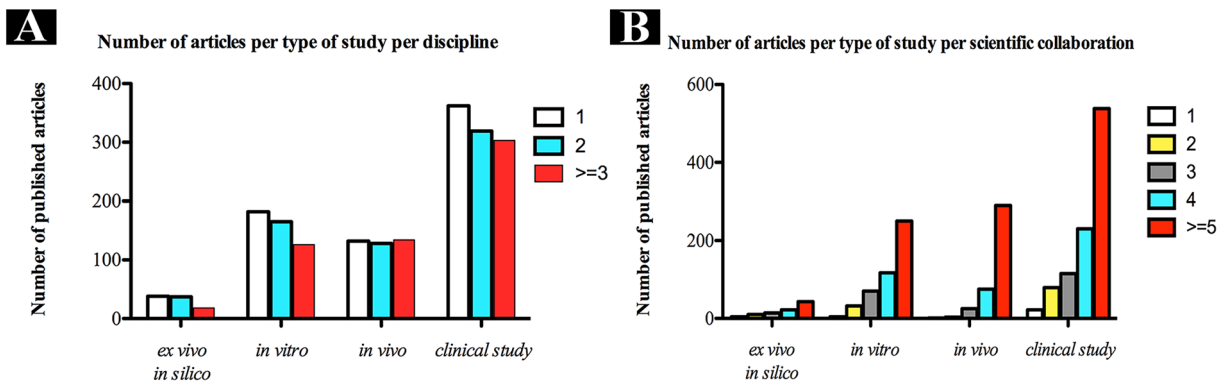 A
Number of articles per type of study per discipline
Number of published articles
400
300
200
100
0
1
2
>=3
ex vivo
in silico
in vitro
in vivo
clinical study
B
Number of articles per type of study per scientific collaboration
Number of published articles
600
400
200
0
1
2
3
4
>=5
ex vivo
in silico
in vitro
in vivo
clinical study